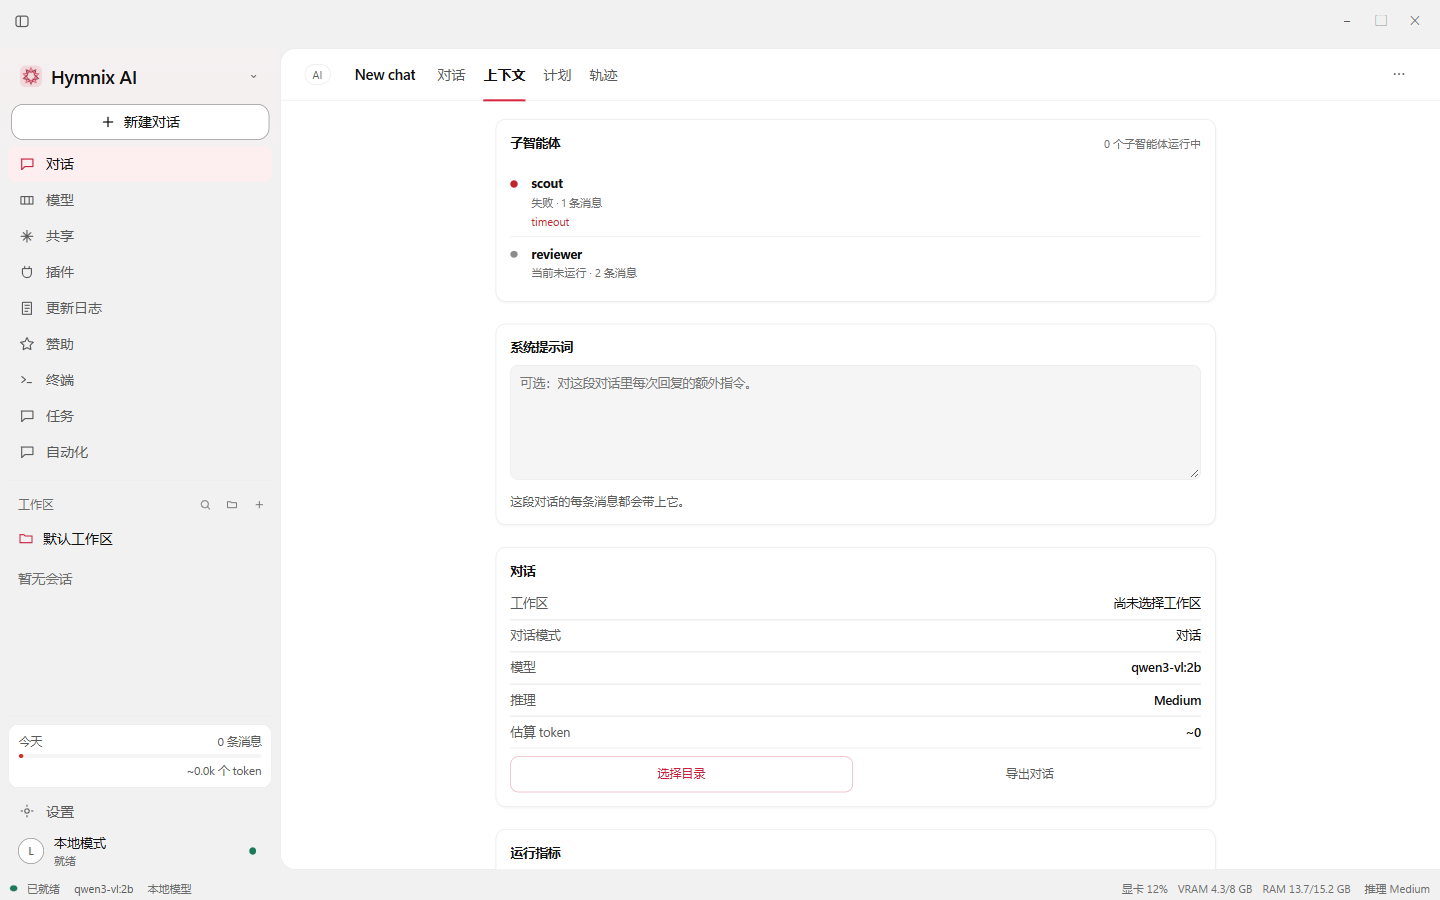 Hymnix AI
新建对话
对话
模型
共享
插件
更新日志
赞助
终端
任务
自动化
工作区
默认工作区
暂无会话
今天 0 条消息
~0.0k 个 token
设置
L
本地模式
就绪
AI New chat 对话 上下文 计划 轨迹
子智能体 0 个子智能体运行中
scout
失败 · 1 条消息
timeout
reviewer
当前未运行 · 2 条消息
系统提示词
可选：对这段对话里每次回复的额外指令。
这段对话的每条消息都会带上它。
对话
工作区 尚未选择工作区
对话模式 对话
模型 qwen3-vl:2b
推理 Medium
估算 token ~0
选择目录 导出对话
运行指标
已就绪 qwen3-vl:2b 本地模型 显卡 12% VRAM 4.3/8 GB RAM 13.7/15.2 GB 推理 Medium